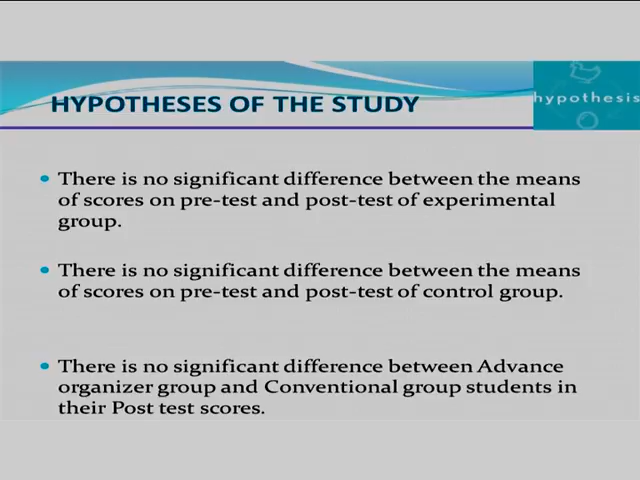 HYPOTHESES OF THE STUDY
hypothesis
There is no significant difference between the means
of scores on pre-test and post-test of experimental
group.
There is no significant difference between the means
of scores on pre-test and post-test of control group.
There is no significant difference between Advance
organizer group and Conventional group students in
their Post test scores.